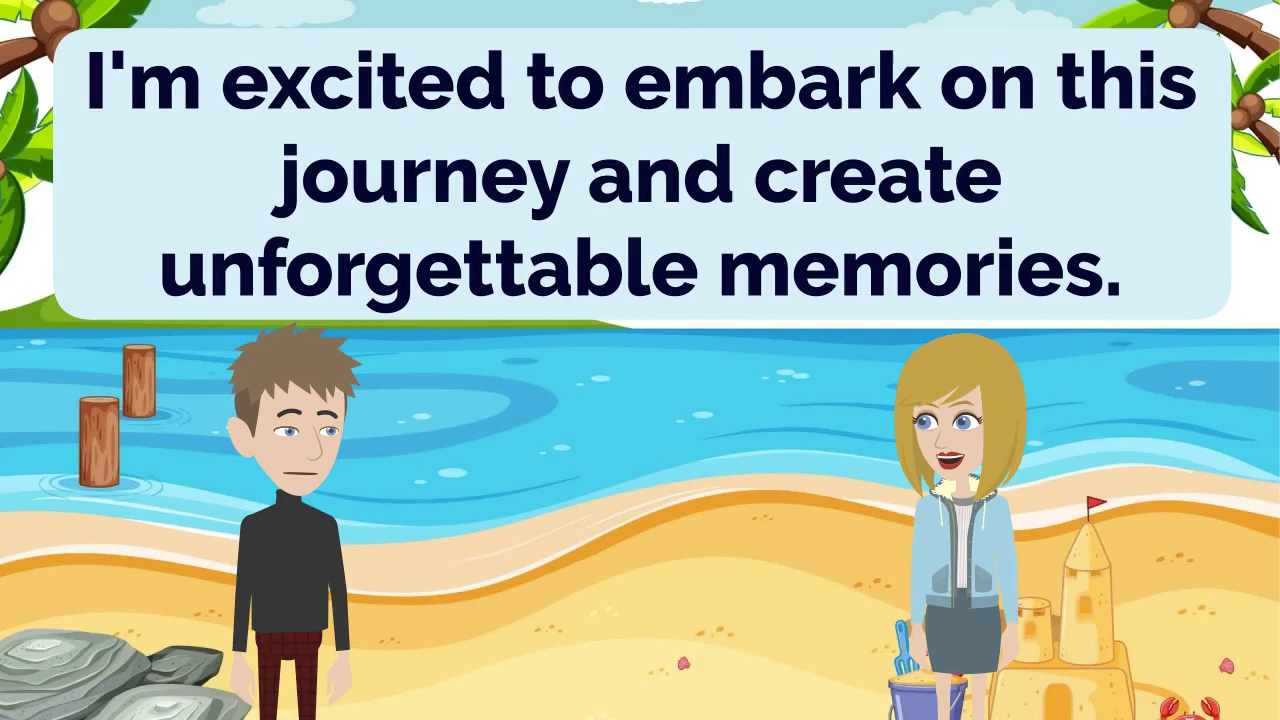 I'm excited to embark on this
journey and create
unforgettable memories.